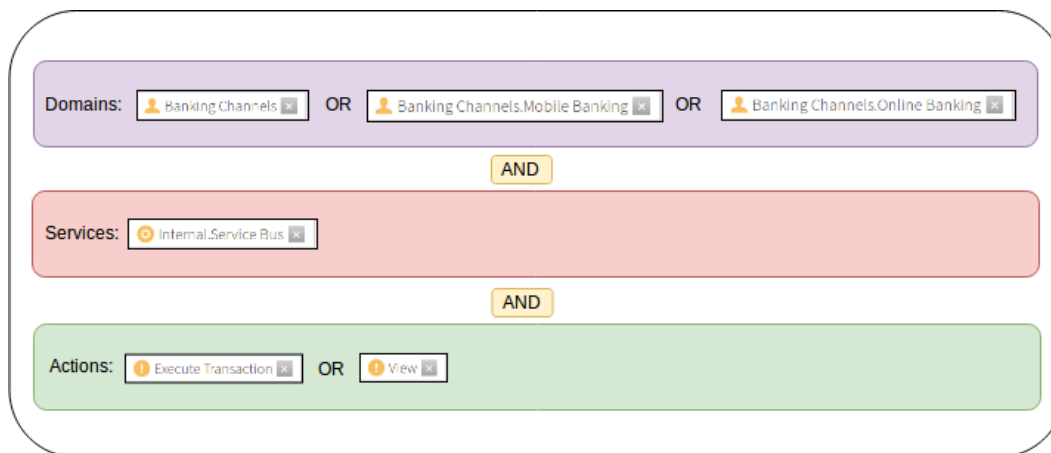 Domains: Banking Channels OR Banking Channels.Mobile Banking OR Banking Channels.Online Banking
AND
Services: Internal.Service Bus
AND
Actions: Execute Transaction OR View